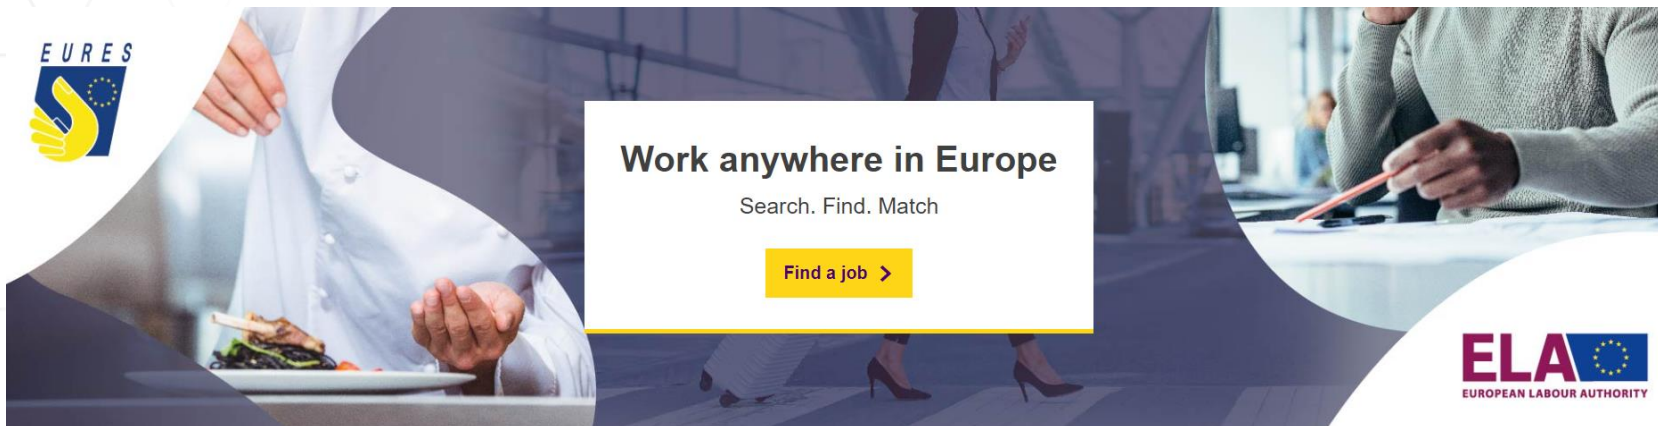 EURES
Work anywhere in Europe
Search. Find. Match
Find a job
ELA
EUROPEAN LABOUR AUTHORITY